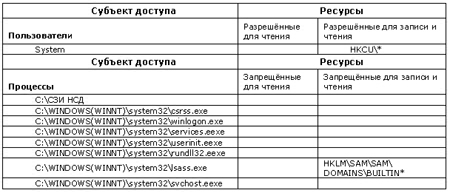 Субъект доступа
Ресурсы
Пользователи
Разрешённые для чтения
Разрешённые для записи и чтения
System
HKCU\*
Субъект доступа
Ресурсы
Процессы
Запрещённые для чтения
Запрещённые для записи и чтения
C:\СЗИ НСД
C:\WINDOWS(WINNT)\system32\csrss.exe
C:\WINDOWS(WINNT)\system32\winlogon.exe
C:\WINDOWS(WINNT)\system32\services.exe
C:\WINDOWS(WINNT)\system32\userinit.exe
C:\WINDOWS(WINNT)\system32\rundll32.eexe
C:\WINDOWS(WINNT)\system32\lsass.exe
HKLM\SAM\SAM\
DOMAINS\BUILTIN*
C:\WINDOWS(WINNT)\system32\svchost.eexe